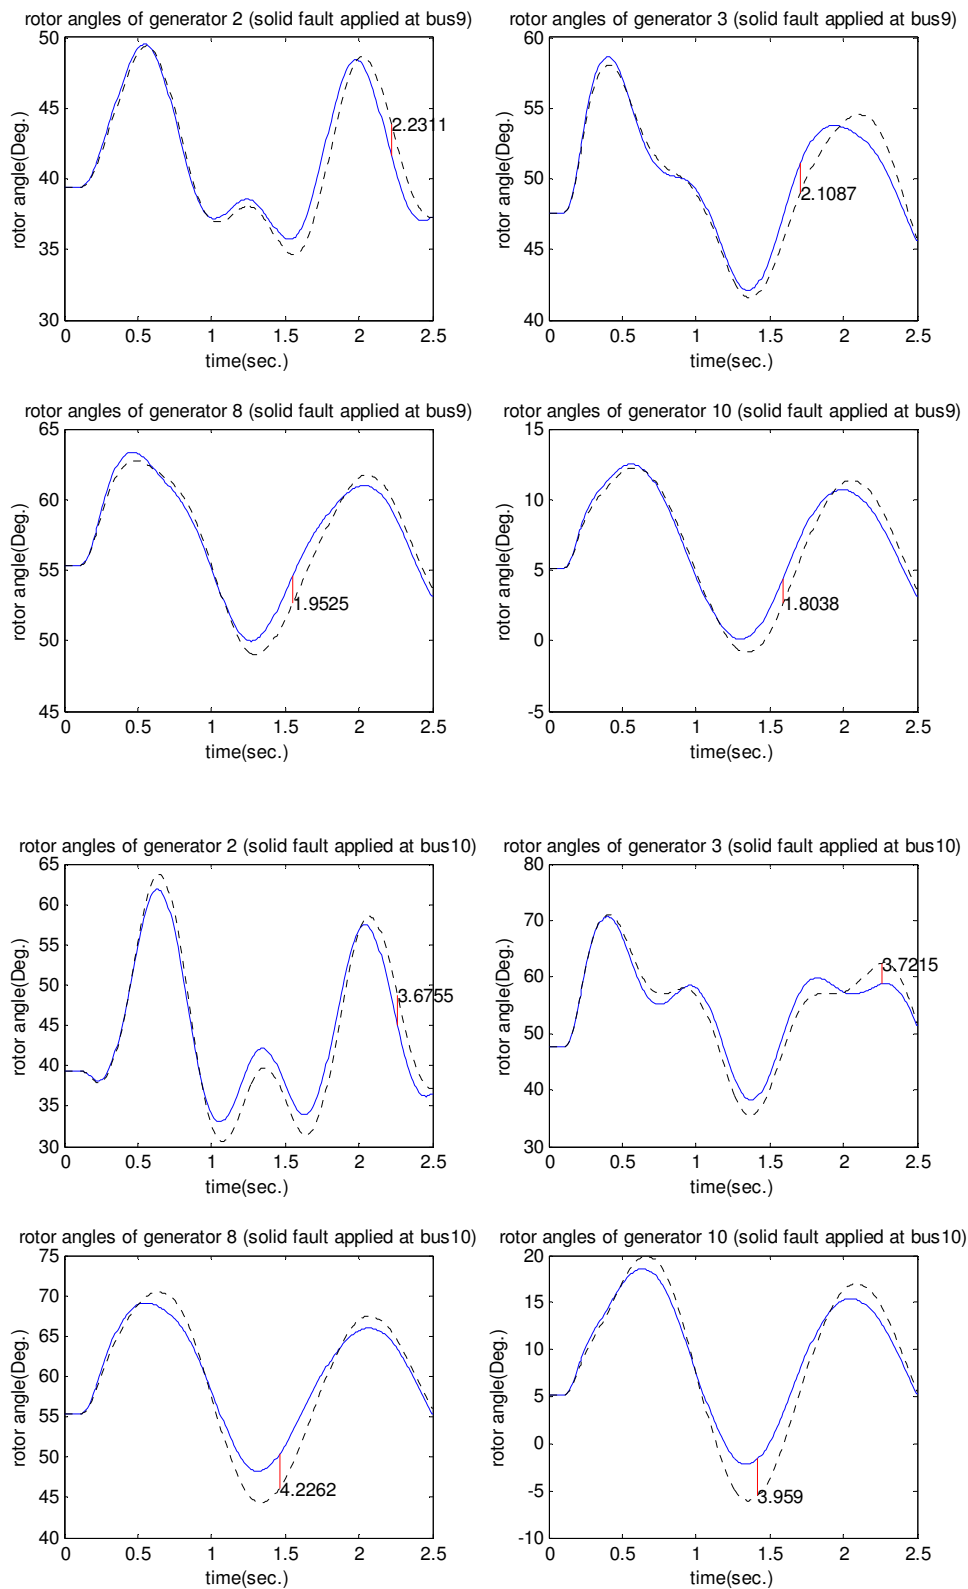 rotor angles of generator 2 (solid fault applied at bus9)
rotor angle(Deg.)
50
45
40
35
30
2.2311
0 0.5 1 1.5 2 2.5
time(sec.)
rotor angles of generator 3 (solid fault applied at bus9)
rotor angle(Deg.)
60
55
50
45
40
2.1087
0 0.5 1 1.5 2 2.5
time(sec.)
rotor angles of generator 8 (solid fault applied at bus9)
rotor angle(Deg.)
65
60
55
50
45
1.9525
0 0.5 1 1.5 2 2.5
time(sec.)
rotor angles of generator 10 (solid fault applied at bus9)
rotor angle(Deg.)
15
10
5
0
-5
1.8038
0 0.5 1 1.5 2 2.5
time(sec.)
rotor angles of generator 2 (solid fault applied at bus10)
rotor angle(Deg.)
65
60
55
50
45
40
35
30
3.6755
0 0.5 1 1.5 2 2.5
time(sec.)
rotor angles of generator 3 (solid fault applied at bus10)
rotor angle(Deg.)
80
70
60
50
40
30
3.7215
0 0.5 1 1.5 2 2.5
time(sec.)
rotor angles of generator 8 (solid fault applied at bus10)
rotor angle(Deg.)
75
70
65
60
55
50
45
40
4.2262
0 0.5 1 1.5 2 2.5
time(sec.)
rotor angles of generator 10 (solid fault applied at bus10)
rotor angle(Deg.)
20
15
10
5
0
-5
-10
3.959
0 0.5 1 1.5 2 2.5
time(sec.)